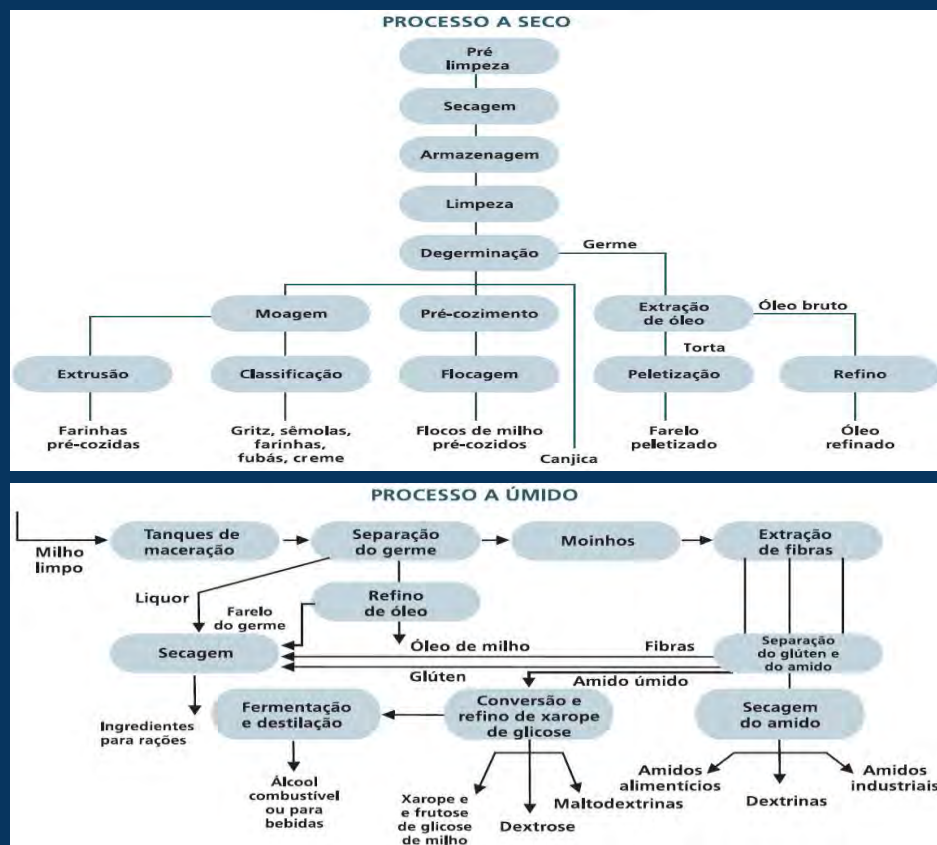 PROCESSO A SECO
Pré
limpeza
Secagem
Armazenagem
Limpeza
Degerminação
Germe
Moagem
Pré-cozimento
Extração
de óleo
Óleo bruto
Torta
Extrusão
Classificação
Flocagem
Peletização
Refino
Farinhas
pré-cozidas
Gritz, sêmolas,
farinhas,
fubás, creme
Flocos de milho
pré-cozidos
Canjica
Farelo
peletizado
Óleo
refinado
PROCESSO A ÚMIDO
Milho
limpo
Tanques de
maceração
Separação
do germe
Moinhos
Extração
de fibras
Liquor
Farelo
do germe
Refino
de óleo
Secagem
Óleo de milho
Fibras
Separação
do glúten e
do amido
Glúten
Amido úmido
Ingredientes
para rações
Fermentação
e destilação
Conversão e
refino de xarope
de glicose
Secagem
do amido
Álcool
combustível
ou para
bebidas
Xarope e
e frutose
de glicose
de milho
Dextrose
Maltodextrinas
Amidos
alimentícios
Dextrinas
Amidos
industriais